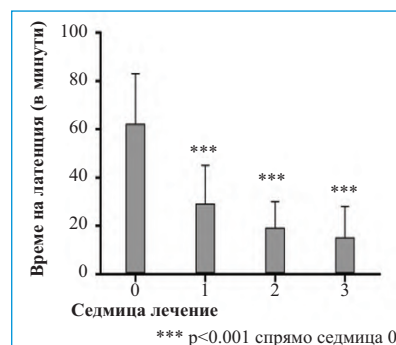 Време на латенция (в минути)
100
80
60
40
20
0
***
***
***
0 1 2 3
Седмица лечение
*** p<0.001 спрямо седмица 0